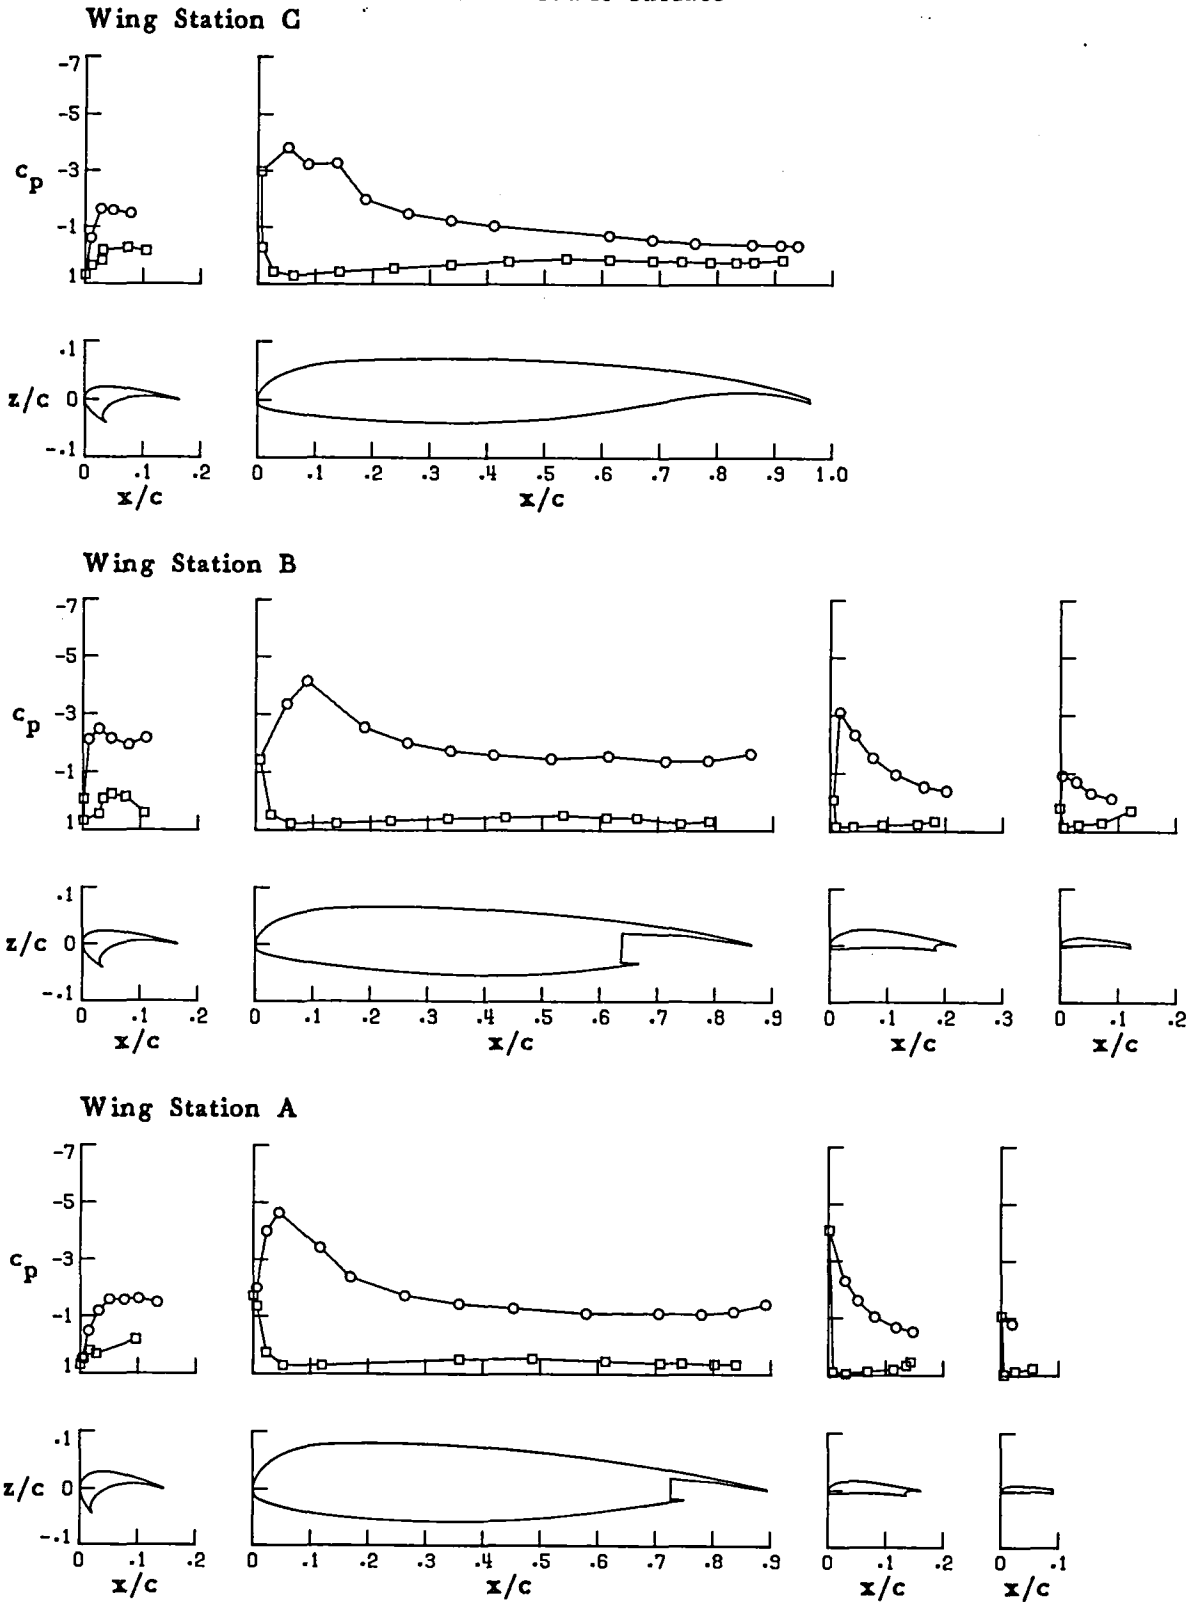 Wing Station C
-7
-5
-3
-1
1
cp
.1
0
-.1
z/c
0 .1 .2
x/c
0 .1 .2 .3 .4 .5 .6 .7 .8 .9 1.0
x/c
Wing Station B
-7
-5
-3
-1
1
cp
.1
0
-.1
z/c
0 .1 .2
x/c
0 .1 .2 .3 .4 .5 .6 .7 .8 .9
x/c
0 .1 .2 .3
x/c
0 .1 .2
x/c
Wing Station A
-7
-5
-3
-1
1
cp
.1
0
-.1
z/c
0 .1 .2
x/c
0 .1 .2 .3 .4 .5 .6 .7 .8 .9
x/c
0 .1 .2
x/c
0 .1
x/c